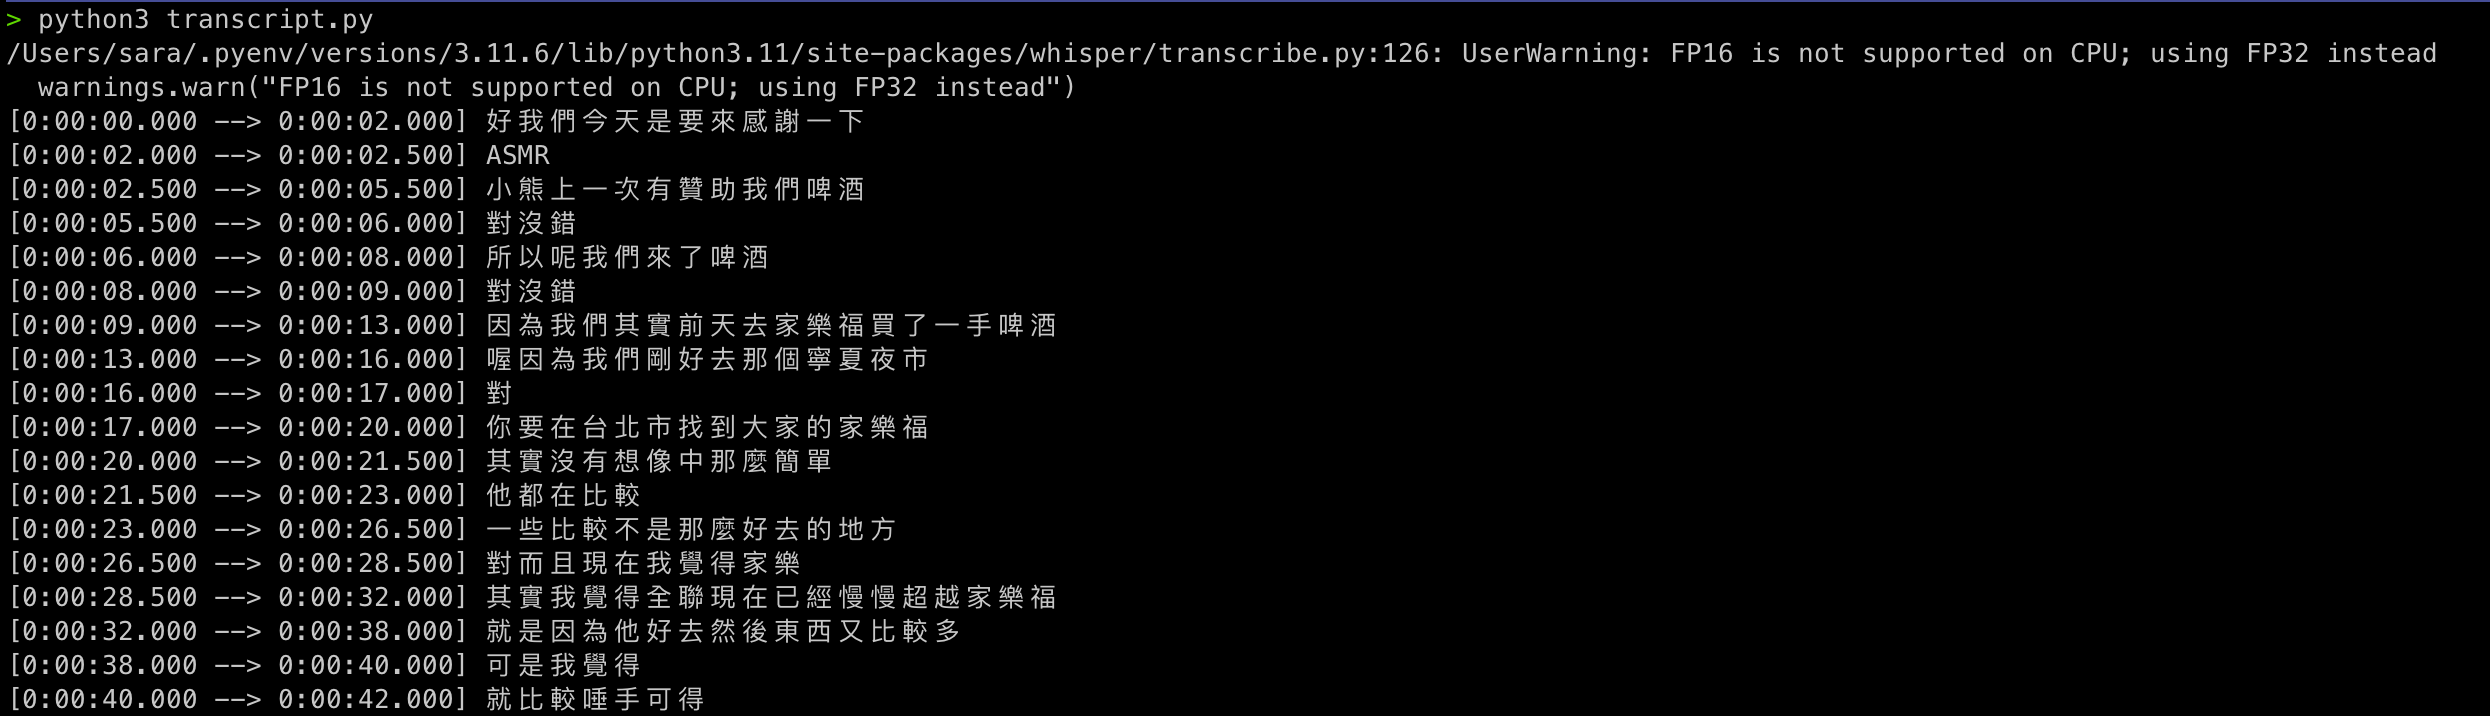 > python3 transcript.py
/Users/sara/.pyenv/versions/3.11.6/lib/python3.11/site-packages/whisper/transcribe.py:126: UserWarning: FP16 is not supported on CPU; using FP32 instead
  warnings.warn("FP16 is not supported on CPU; using FP32 instead")
[0:00:00.000 --> 0:00:02.000] 好我們今天是要來感謝一下
[0:00:02.000 --> 0:00:02.500] ASMR
[0:00:02.500 --> 0:00:05.500] 小熊上一次有贊助我們啤酒
[0:00:05.500 --> 0:00:06.000] 對沒錯
[0:00:06.000 --> 0:00:08.000] 所以呢我們來了啤酒
[0:00:08.000 --> 0:00:09.000] 對沒錯
[0:00:09.000 --> 0:00:13.000] 因為我們其實前天去家樂福買了一手啤酒
[0:00:13.000 --> 0:00:16.000] 喔因為我們剛好去那個寧夏夜市
[0:00:16.000 --> 0:00:17.000] 對
[0:00:17.000 --> 0:00:20.000] 你要在台北市找到大家的家樂福
[0:00:20.000 --> 0:00:21.500] 其實沒有想像中那麼簡單
[0:00:21.500 --> 0:00:23.000] 他都在比較
[0:00:23.000 --> 0:00:26.500] 一些比較不是那麼好去的地方
[0:00:26.500 --> 0:00:28.500] 對而且現在我覺得家樂
[0:00:28.500 --> 0:00:32.000] 其實我覺得全聯現在已經慢慢超越家樂福
[0:00:32.000 --> 0:00:38.000] 就是因為他好去然後東西又比較多
[0:00:38.000 --> 0:00:40.000] 可是我覺得
[0:00:40.000 --> 0:00:42.000] 就比較唾手可得